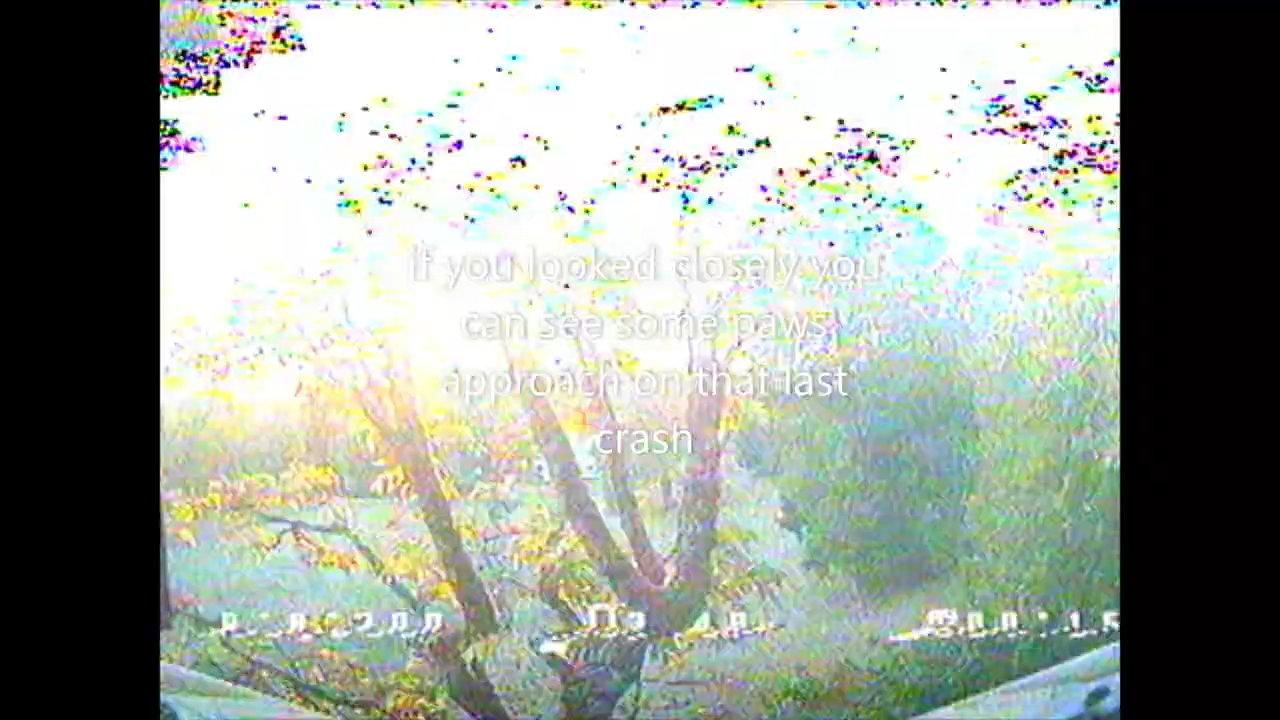 If you looked closely you
can see some paws
approach on that last
crash